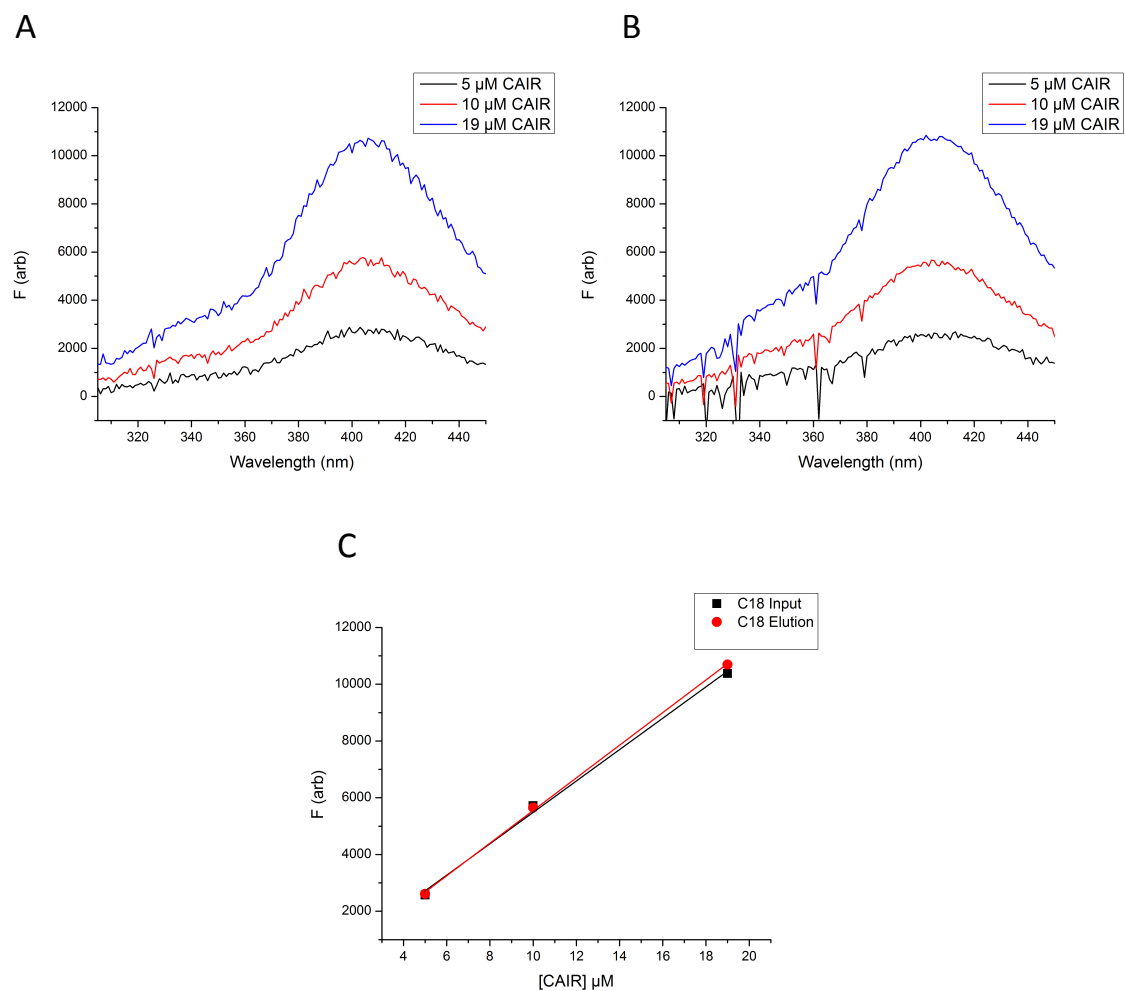 A
5 µM CAIR
10 µM CAIR
19 µM CAIR
12000
10000
8000
6000
4000
2000
0
F (arb)
320 340 360 380 400 420 440
Wavelength (nm)
B
5 µM CAIR
10 µM CAIR
19 µM CAIR
12000
10000
8000
6000
4000
2000
0
F (arb)
320 340 360 380 400 420 440
Wavelength (nm)
C
C18 Input
C18 Elution
12000
10000
8000
6000
4000
2000
F (arb)
4 6 8 10 12 14 16 18 20
[CAIR] µM